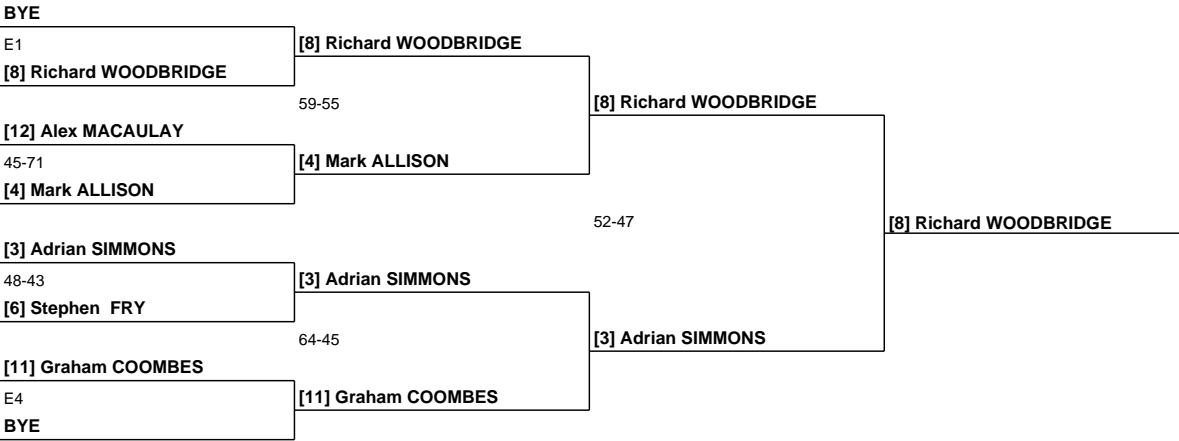 BYE
E1
[8] Richard WOODBRIDGE
[8] Richard WOODBRIDGE
59-55
[8] Richard WOODBRIDGE
[12] Alex MACAULAY
45-71
[4] Mark ALLISON
[4] Mark ALLISON
52-47
[8] Richard WOODBRIDGE
[3] Adrian SIMMONS
48-43
[3] Adrian SIMMONS
[6] Stephen FRY
64-45
[3] Adrian SIMMONS
[11] Graham COOMBES
E4
[11] Graham COOMBES
BYE